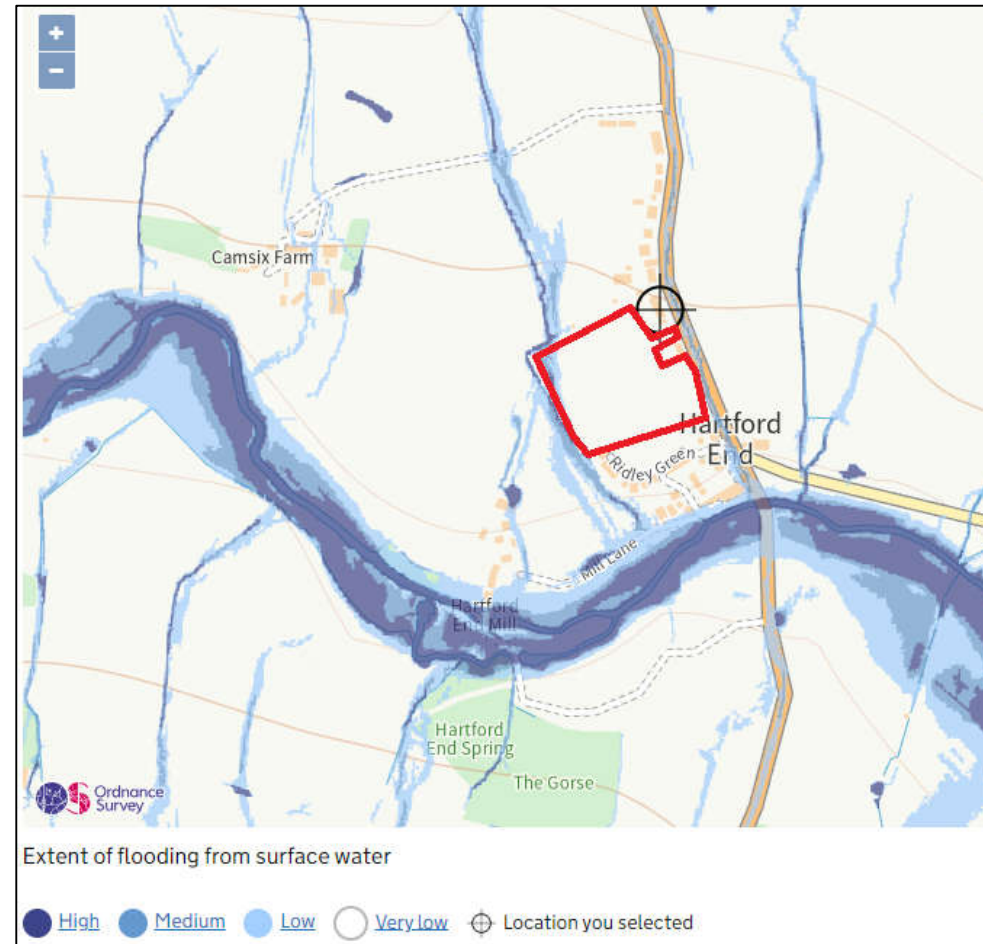 +
−
Camsix Farm
Hartford
End
Ridley Green
Mill Lane
Hartford
End Mill
Hartford
End Spring
The Gorse
Ordnance
Survey
Extent of flooding from surface water
High Medium Low Very low Location you selected